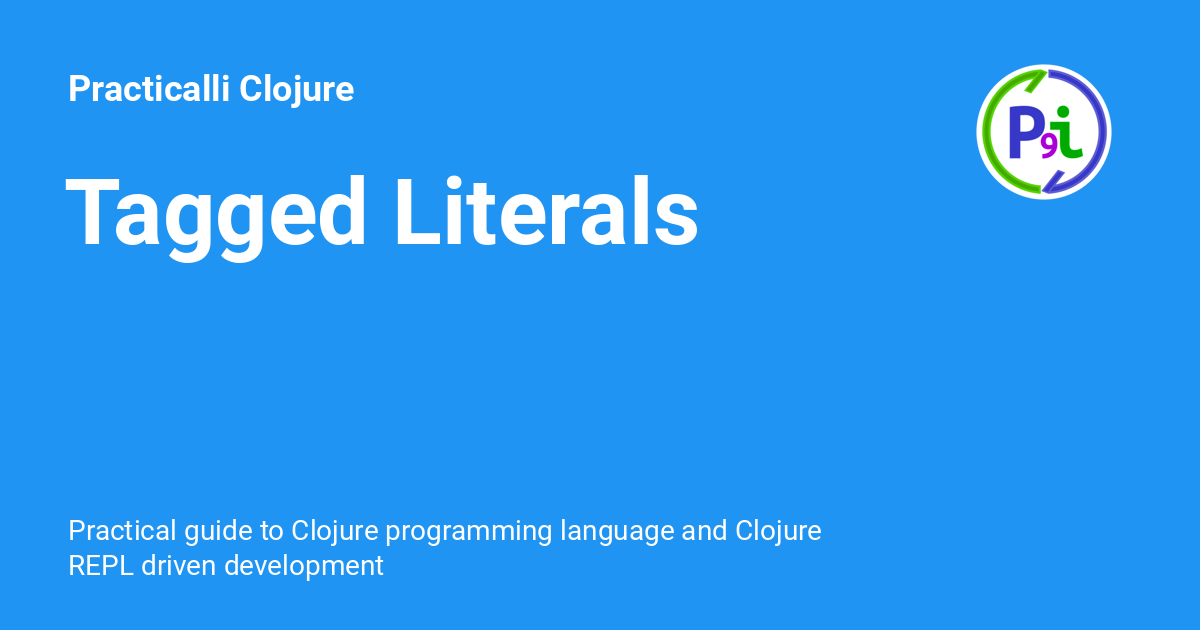 Practicalli Clojure
P9i
Tagged Literals
Practical guide to Clojure programming language and Clojure
REPL driven development